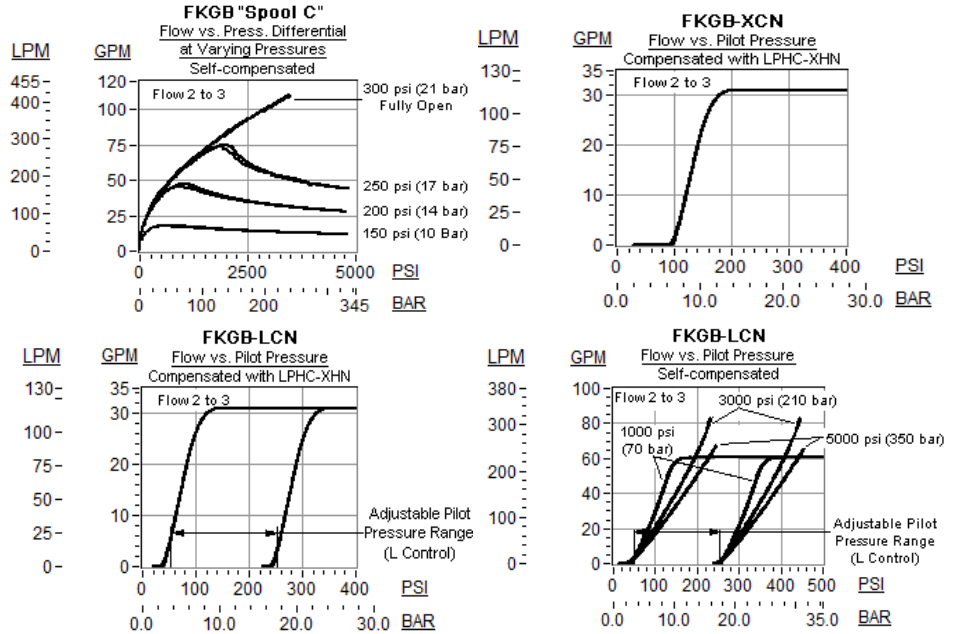 FKGB "Spool C"
Flow vs. Press. Differential
at Varying Pressures
Self-compensated
LPM
GPM
455
400
300
200
100
0
120
100
75
50
25
0
Flow 2 to 3
300 psi (21 bar)
Fully Open
250 psi (17 bar)
200 psi (14 bar)
150 psi (10 Bar)
0 2500 5000 PSI
0 100 200 345 BAR
FKGB-XCN
Flow vs. Pilot Pressure
Compensated with LPHC-XHN
LPM
GPM
130
100
75
50
25
0
35
30
20
10
0
Flow 2 to 3
0 100 200 300 400 PSI
0.0 10.0 20.0 30.0 BAR
FKGB-LCN
Flow vs. Pilot Pressure
Compensated with LPHC-XHN
LPM
GPM
130
100
75
50
25
0
35
30
20
10
0
Flow 2 to 3
Adjustable Pilot
Pressure Range
(L Control)
0 100 200 300 400 PSI
0.0 10.0 20.0 30.0 BAR
FKGB-LCN
Flow vs. Pilot Pressure
Self-compensated
LPM
GPM
380
300
200
100
0
100
80
60
40
20
0
Flow 2 to 3
3000 psi (210 bar)
1000 psi
(70 bar)
5000 psi (350 bar)
Adjustable Pilot
Pressure Range
(L Control)
0 100 200 300 400 500 PSI
0.0 10.0 20.0 35.0 BAR